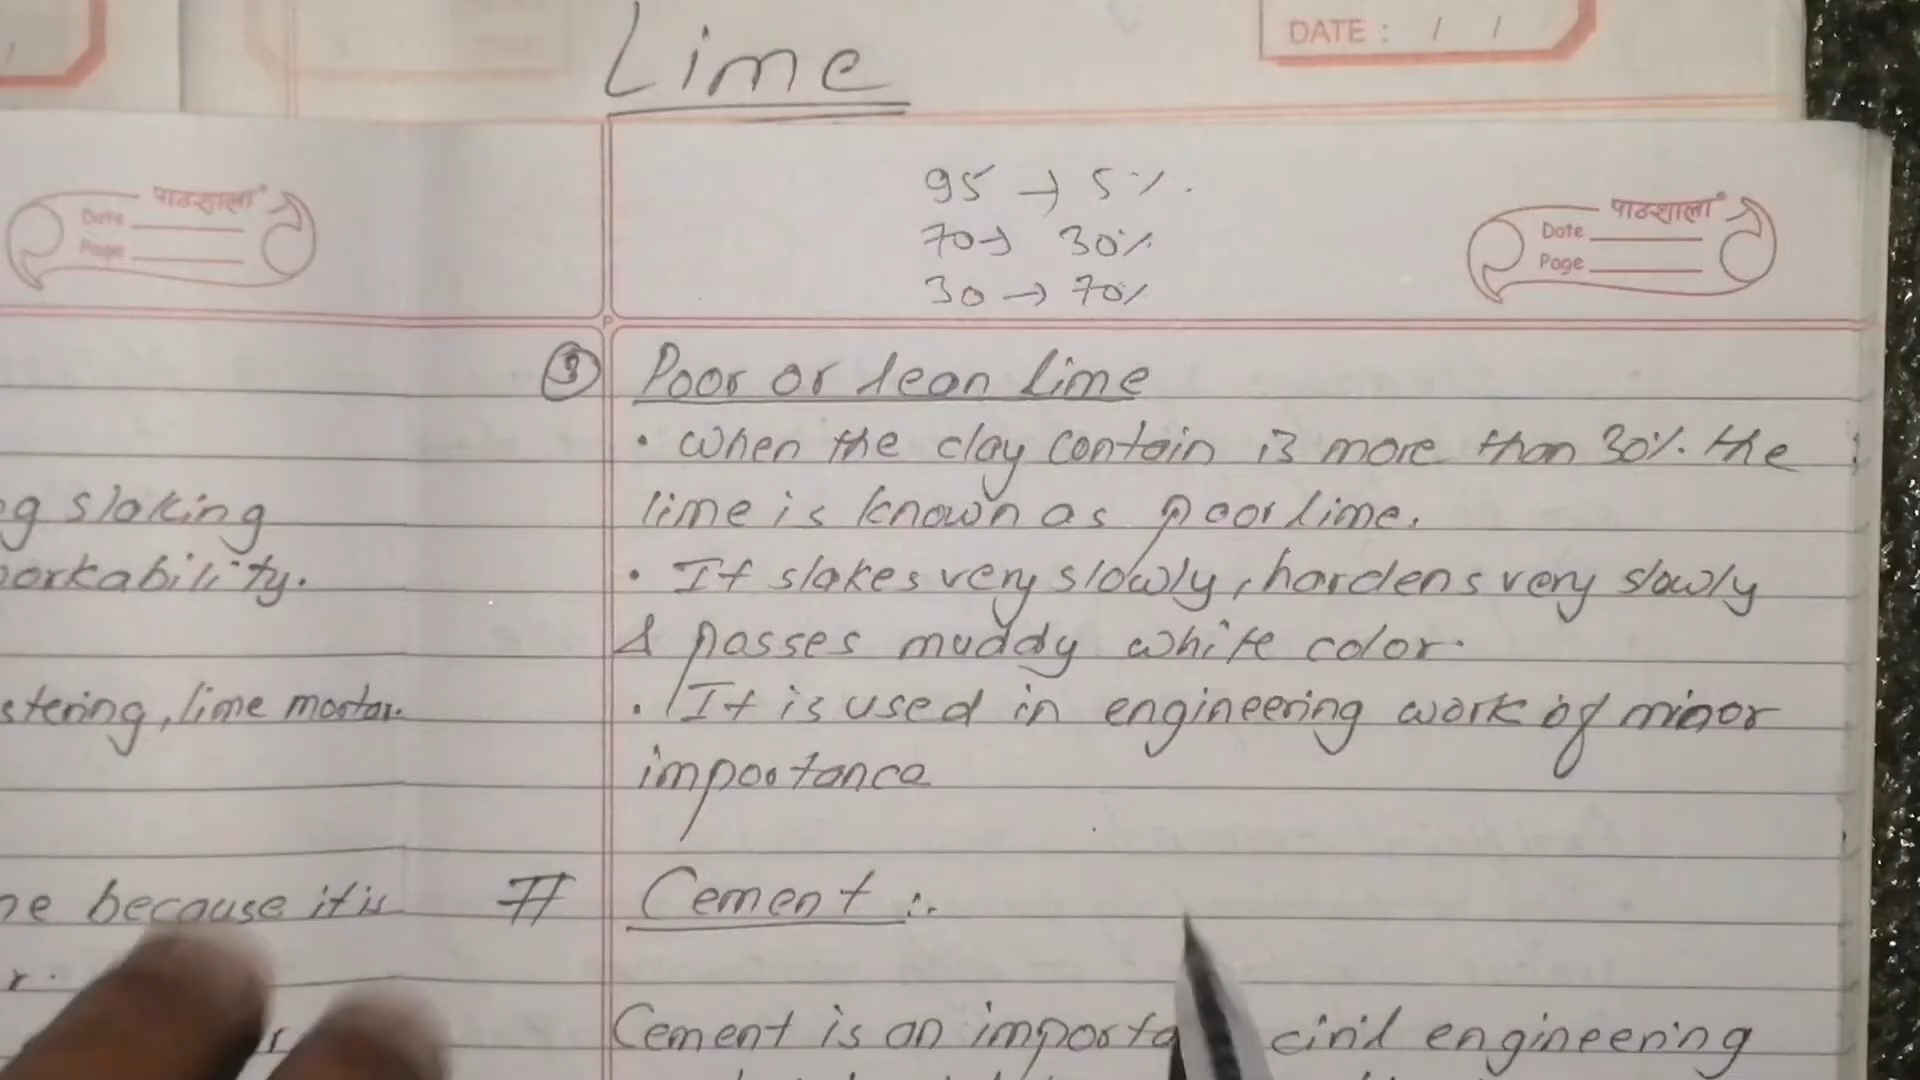 DATE : / /
Lime
95 → 5%.
70→ 30%
30 → 70%
पाठशाला
Date
Page
पाठशाला
Date
Page
slaking
stering, lime mortar.
because it is
③ Poor or lean Lime
• When the clay contain is more than 30%. the
lime is known as poor lime.
• It slakes very slowly, hardens very slowly
& posses muddy white color.
• It is used in engineering work of minor
importance
# Cement :-
Cement is an civil engineering